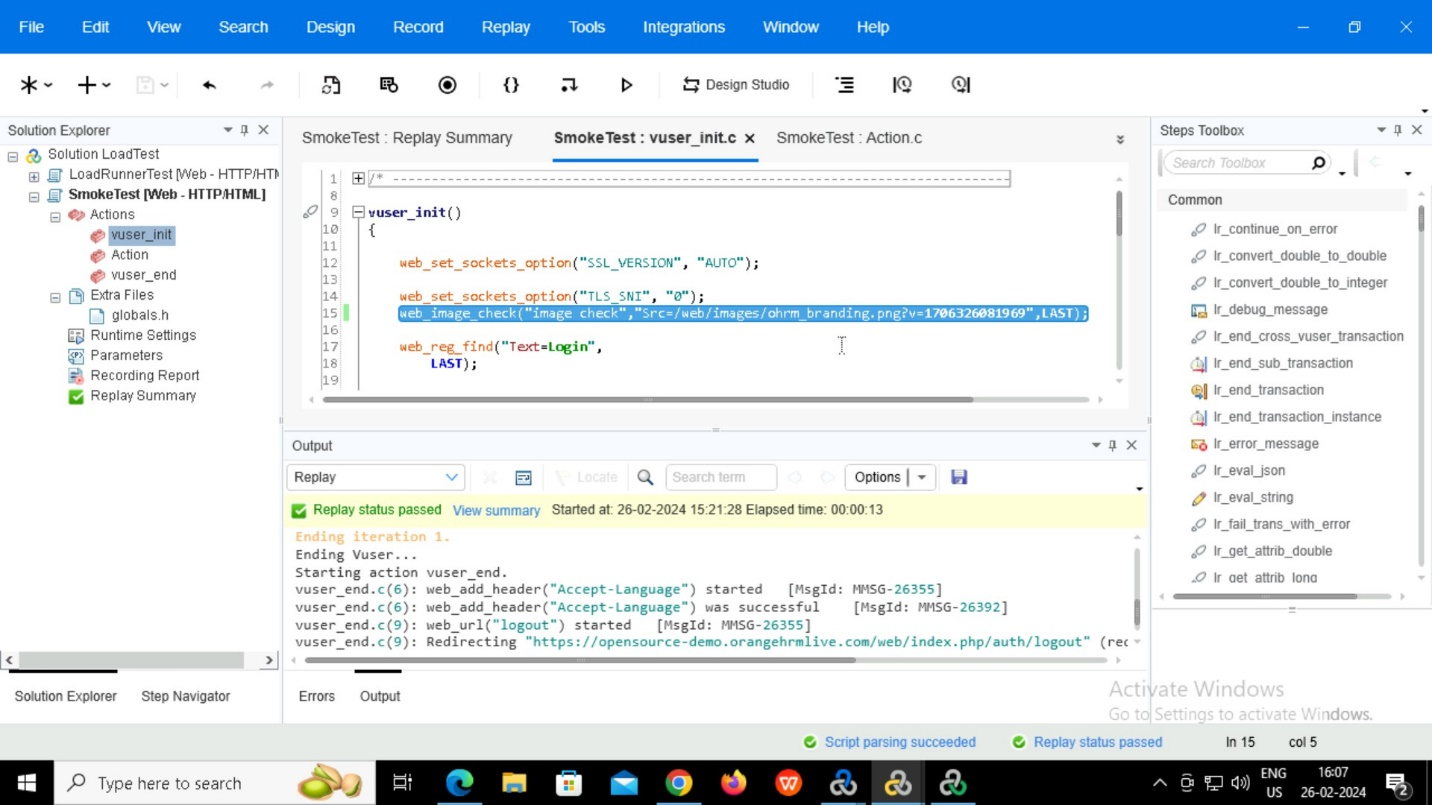 File Edit View Search Design Record Replay Tools Integrations Window Help
Design Studio
Solution Explorer
Solution LoadTest
LoadRunnerTest [Web - HTTP/HTM
SmokeTest [Web - HTTP/HTML]
Actions
vuser_init
Action
vuser_end
Extra Files
globals.h
Runtime Settings
Parameters
Recording Report
Replay Summary
Solution Explorer Step Navigator
SmokeTest : Replay Summary SmokeTest : vuser_init.c SmokeTest : Action.c
1 /* --------------------------------------------------------------------------------
8
9 vuser_init()
10 {
11
12 web_set_sockets_option("SSL_VERSION", "AUTO");
13
14 web_set_sockets_option("TLS_SNI", "0");
15 web_image_check("image check","Src=/web/images/ohrm_branding.png?v=1706326081969",LAST);
16
17 web_reg_find("Text=Login",
18 LAST);
19
Output
Replay Locate Search term Options
Replay status passed View summary Started at: 26-02-2024 15:21:28 Elapsed time: 00:00:13
Ending iteration 1.
Ending Vuser...
Starting action vuser_end.
vuser_end.c(6): web_add_header("Accept-Language") started [MsgId: MMSG-26355]
vuser_end.c(6): web_add_header("Accept-Language") was successful [MsgId: MMSG-26392]
vuser_end.c(9): web_url("logout") started [MsgId: MMSG-26355]
vuser_end.c(9): Redirecting "https://opensource-demo.orangehrmlive.com/web/index.php/auth/logout" (rec
Errors Output
Steps Toolbox
Search Toolbox
Common
lr_continue_on_error
lr_convert_double_to_double
lr_convert_double_to_integer
lr_debug_message
lr_end_cross_vuser_transaction
lr_end_sub_transaction
lr_end_transaction
lr_end_transaction_instance
lr_error_message
lr_eval_json
lr_eval_string
lr_fail_trans_with_error
lr_get_attrib_double
lr_get_attrib_long
Activate Windows
Go to Settings to activate Windows.
Script parsing succeeded Replay status passed ln 15 col 5
Type here to search
ENG
US
16:07
26-02-2024
2